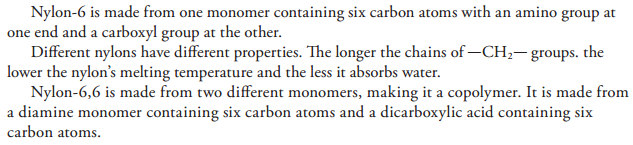 Nylon-6 is made from one monomer containing six carbon atoms with an amino group at
one end and a carboxyl group at the other.
Different nylons have different properties. The longer the chains of —CH₂— groups. the
lower the nylon's melting temperature and the less it absorbs water.
Nylon-6,6 is made from two different monomers, making it a copolymer. It is made from
a diamine monomer containing six carbon atoms and a dicarboxylic acid containing six
carbon atoms.